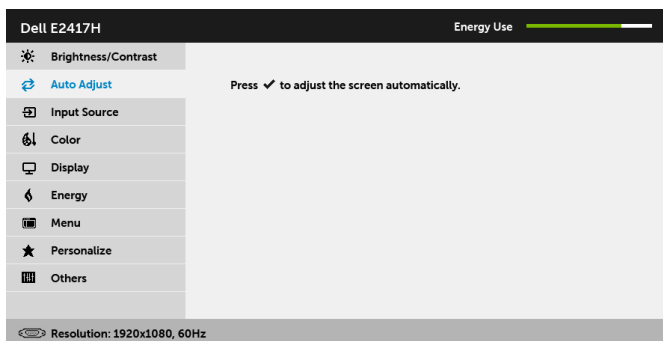 Dell E2417H
Energy Use
Brightness/Contrast
Auto Adjust
Press ✓ to adjust the screen automatically.
Input Source
Color
Display
Energy
Menu
Personalize
Others
Resolution: 1920x1080, 60Hz